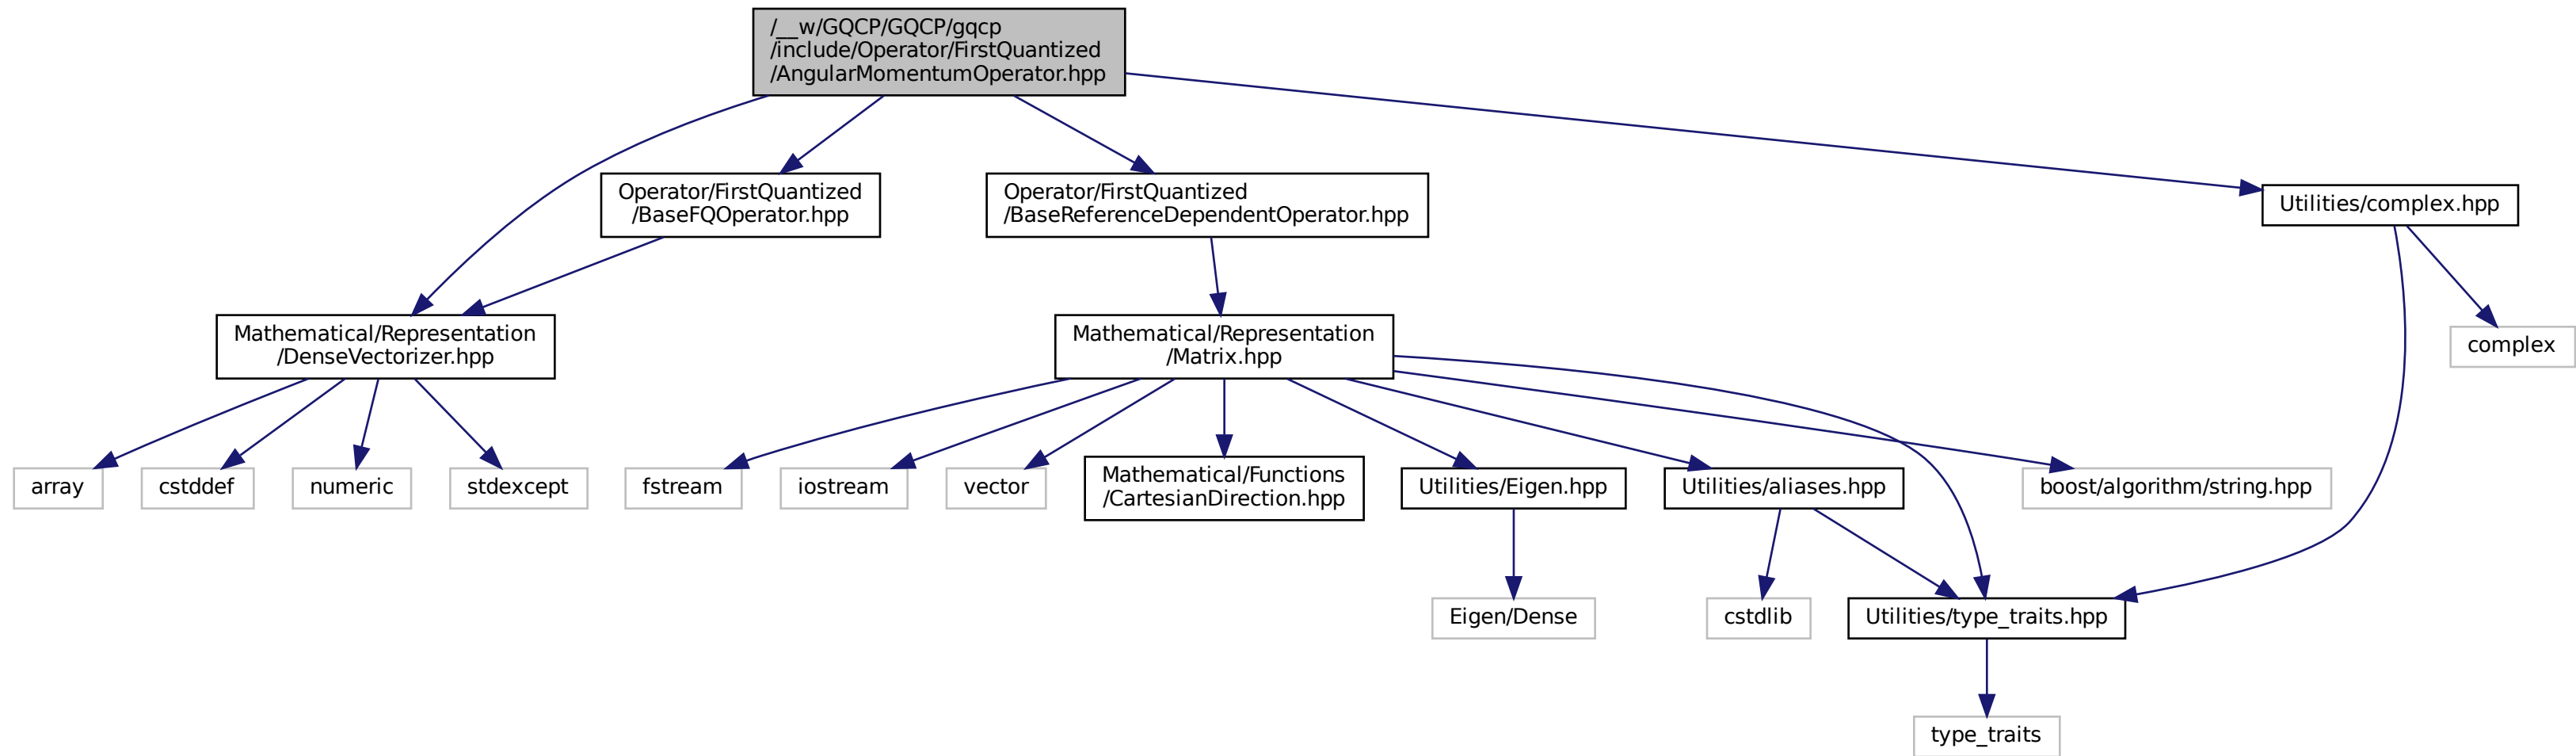 /__w/GQCP/GQCP/gqcp
/include/Operator/FirstQuantized
/AngularMomentumOperator.hpp
Operator/FirstQuantized
/BaseFQOperator.hpp
Operator/FirstQuantized
/BaseReferenceDependentOperator.hpp
Utilities/complex.hpp
Mathematical/Representation
/DenseVectorizer.hpp
Mathematical/Representation
/Matrix.hpp
complex
array
cstddef
numeric
stdexcept
fstream
iostream
vector
Mathematical/Functions
/CartesianDirection.hpp
Utilities/Eigen.hpp
Utilities/aliases.hpp
boost/algorithm/string.hpp
Eigen/Dense
cstdlib
Utilities/type_traits.hpp
type_traits